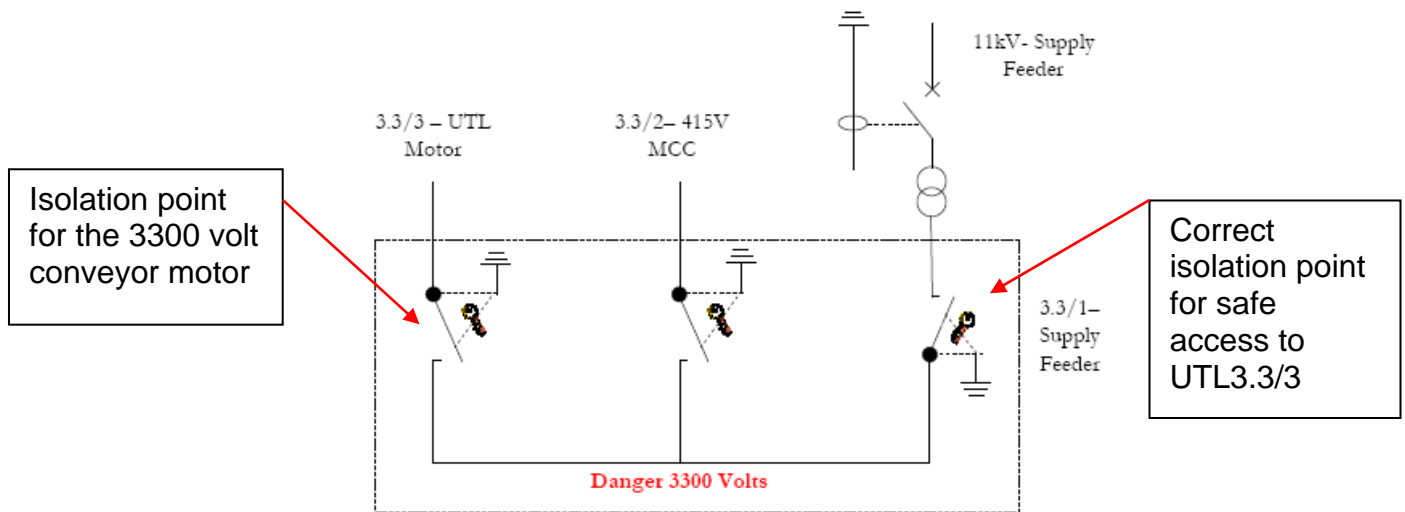 11kV- Supply
Feeder
3.3/3 – UTL
Motor
3.3/2– 415V
MCC
Isolation point
for the 3300 volt
conveyor motor
Correct
isolation point
for safe
access to
UTL3.3/3
3.3/1–
Supply
Feeder
Danger 3300 Volts